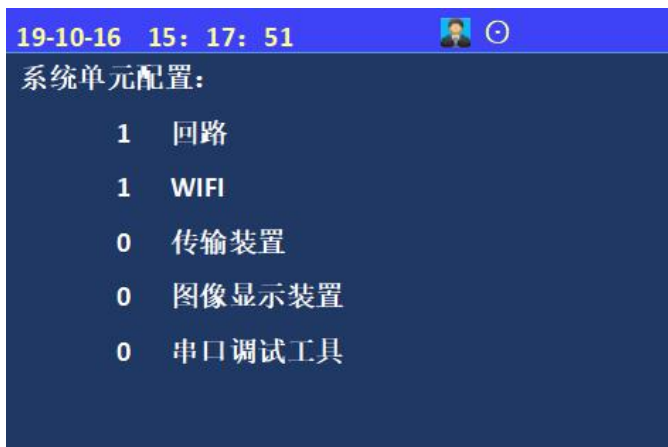 19-10-16 15：17：51
系统单元配置：
1 回路
1 WIFI
0 传输装置
0 图像显示装置
0 串口调试工具